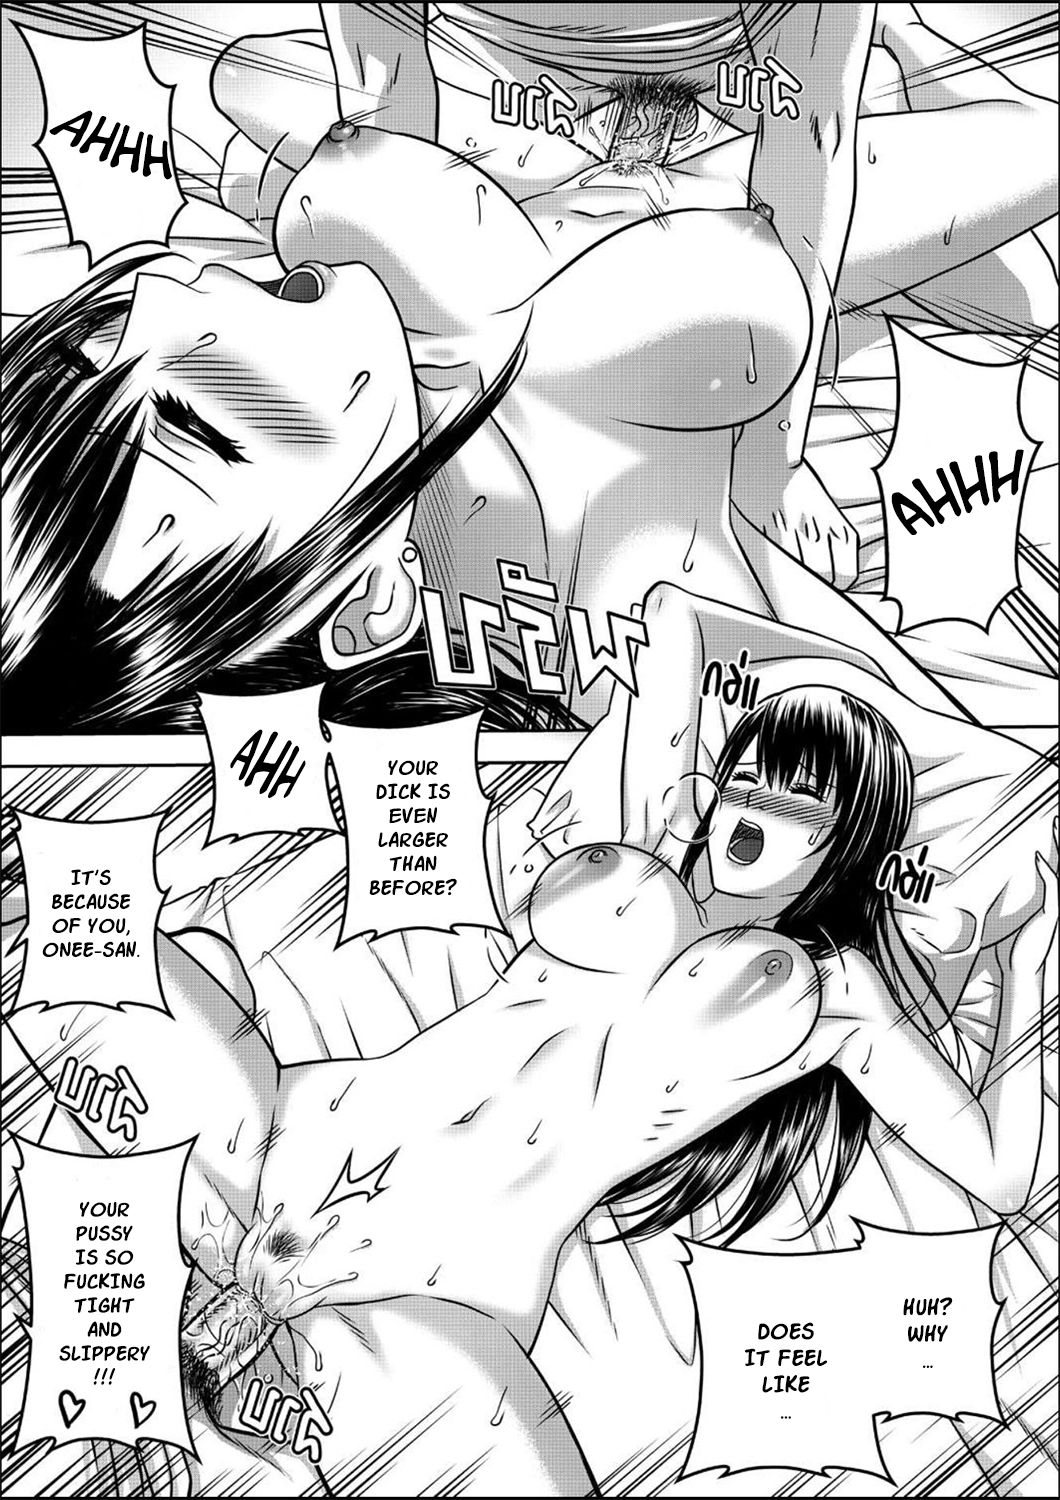 AHHH
AHHH
YOUR
DICK IS
EVEN
LARGER
THAN
BEFORE?
AHH
IT'S
BECAUSE
OF YOU,
ONEE-SAN.
HUH?
WHY
...
DOES
IT FEEL
LIKE
...
YOUR
PUSSY
IS SO
FUCKING
TIGHT
AND
SLIPPERY
!!!